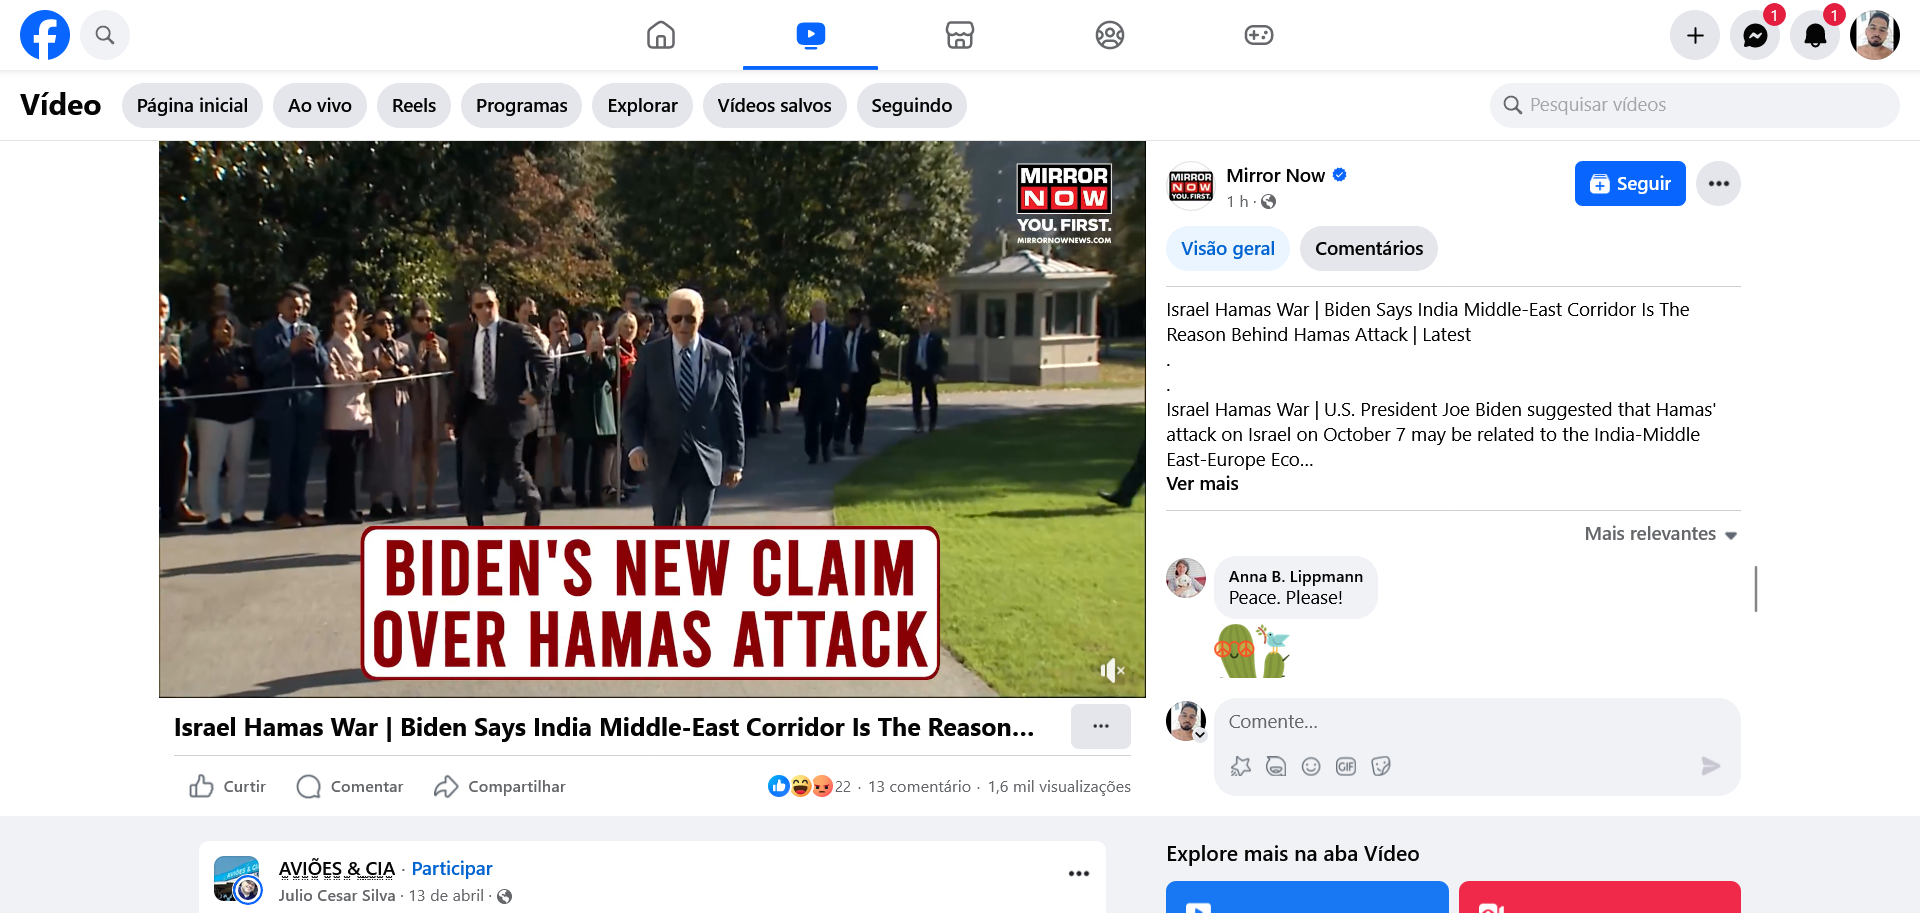 1
1
Vídeo
Página inicial
Ao vivo
Reels
Programas
Explorar
Vídeos salvos
Seguindo
Pesquisar vídeos
MIRROR
NOW
YOU. FIRST.
MIRRORNOWNEWS.COM
BIDEN'S NEW CLAIM
OVER HAMAS ATTACK
Israel Hamas War | Biden Says India Middle-East Corridor Is The Reason...
Curtir
Comentar
Compartilhar
22 · 13 comentário · 1,6 mil visualizações
MIRROR
NOW
YOU. FIRST.
Mirror Now
1 h ·
Seguir
Visão geral
Comentários
Israel Hamas War | Biden Says India Middle-East Corridor Is The
Reason Behind Hamas Attack | Latest
.
.
Israel Hamas War | U.S. President Joe Biden suggested that Hamas'
attack on Israel on October 7 may be related to the India-Middle
East-Europe Eco...
Ver mais
Mais relevantes
Anna B. Lippmann
Peace. Please!
Comente...
GIF
AVIÕES & CIA · Participar
Julio Cesar Silva · 13 de abril ·
Explore mais na aba Vídeo